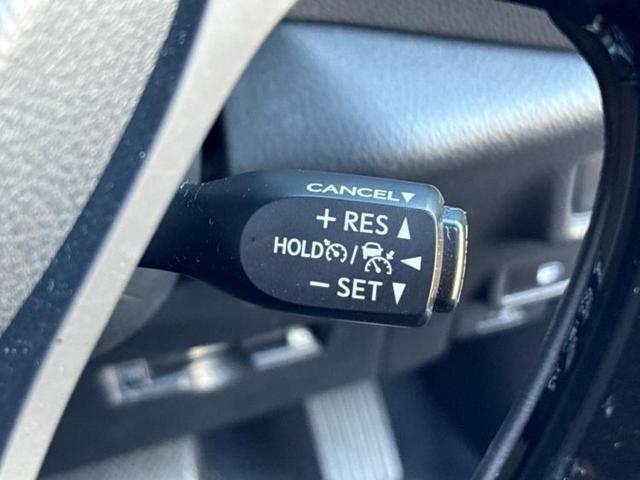 CANCEL▼
+ RES ▲
HOLD / ◀
− SET ▼